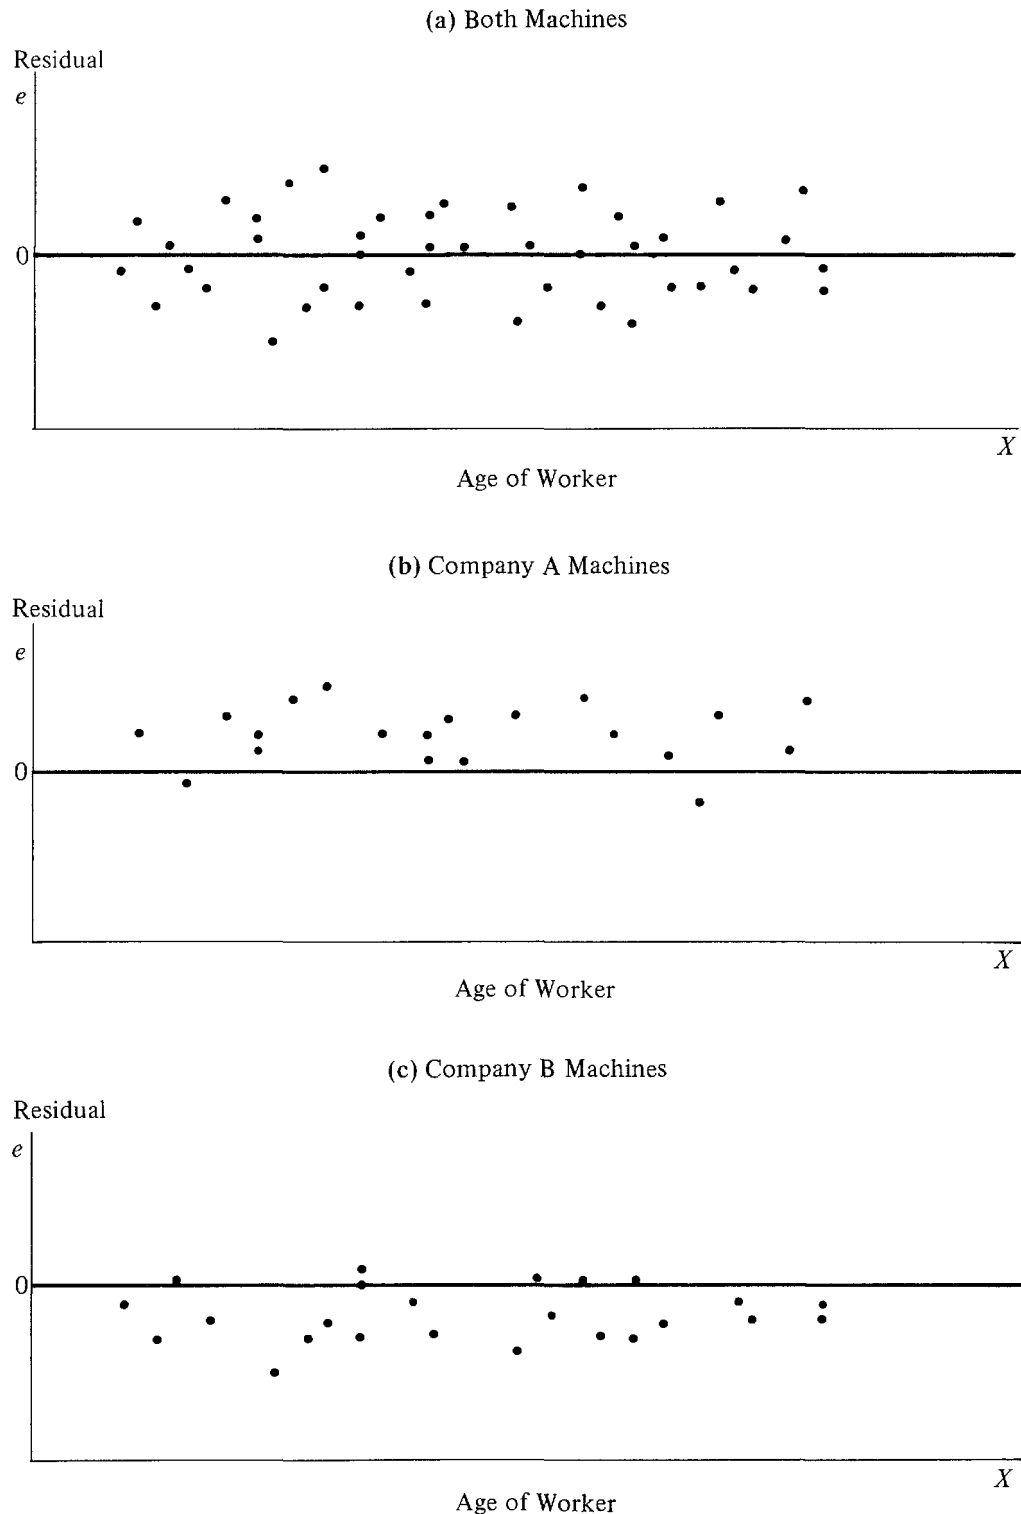 (a) Both Machines
Residual
e
0
X
Age of Worker
(b) Company A Machines
Residual
e
0
X
Age of Worker
(c) Company B Machines
Residual
e
0
X
Age of Worker